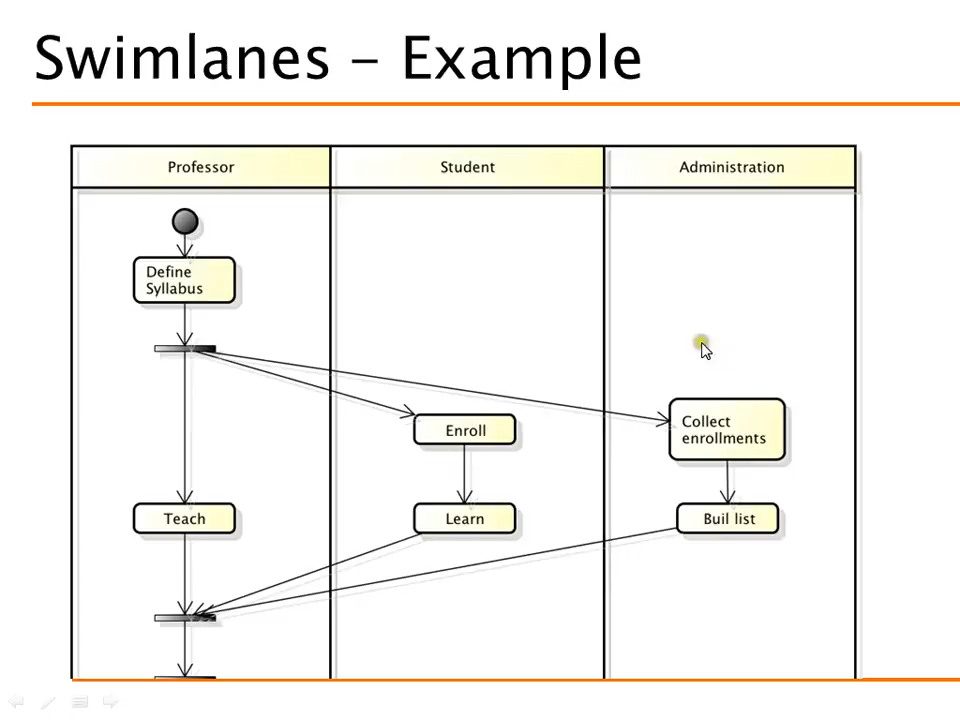 Swimlanes - Example
Professor
Student
Administration
Define
Syllabus
Enroll
Collect
enrollments
Teach
Learn
Buil list